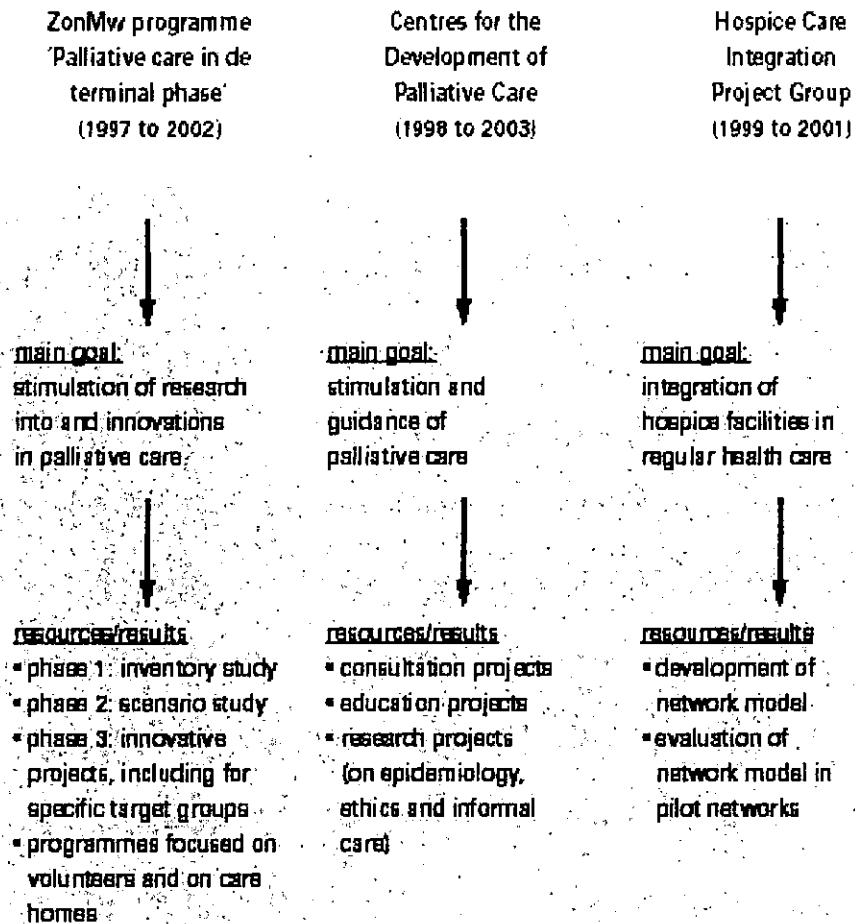 ZonMw programme
'Palliative care in de
terminal phase'
(1997 to 2002)
main goal:
stimulation of research
into and innovations
in palliative care.
resources/results
▪ phase 1: inventory study
▪ phase 2: scenario study
▪ phase 3: innovative
projects, including for
specific target groups
▪ programmes focused on
volunteers and on care
homes
Centres for the
Development of
Palliative Care
(1998 to 2003)
main goal:
stimulation and
guidance of
palliative care
resources/results
▪ consultation projects
▪ education projects
▪ research projects
(on epidemiology,
ethics and informal
care)
Hospice Care
Integration
Project Group
(1999 to 2001)
main goal:
integration of
hospice facilities in
regular health care
resources/results
▪ development of
network model
▪ evaluation of
network model in
pilot networks